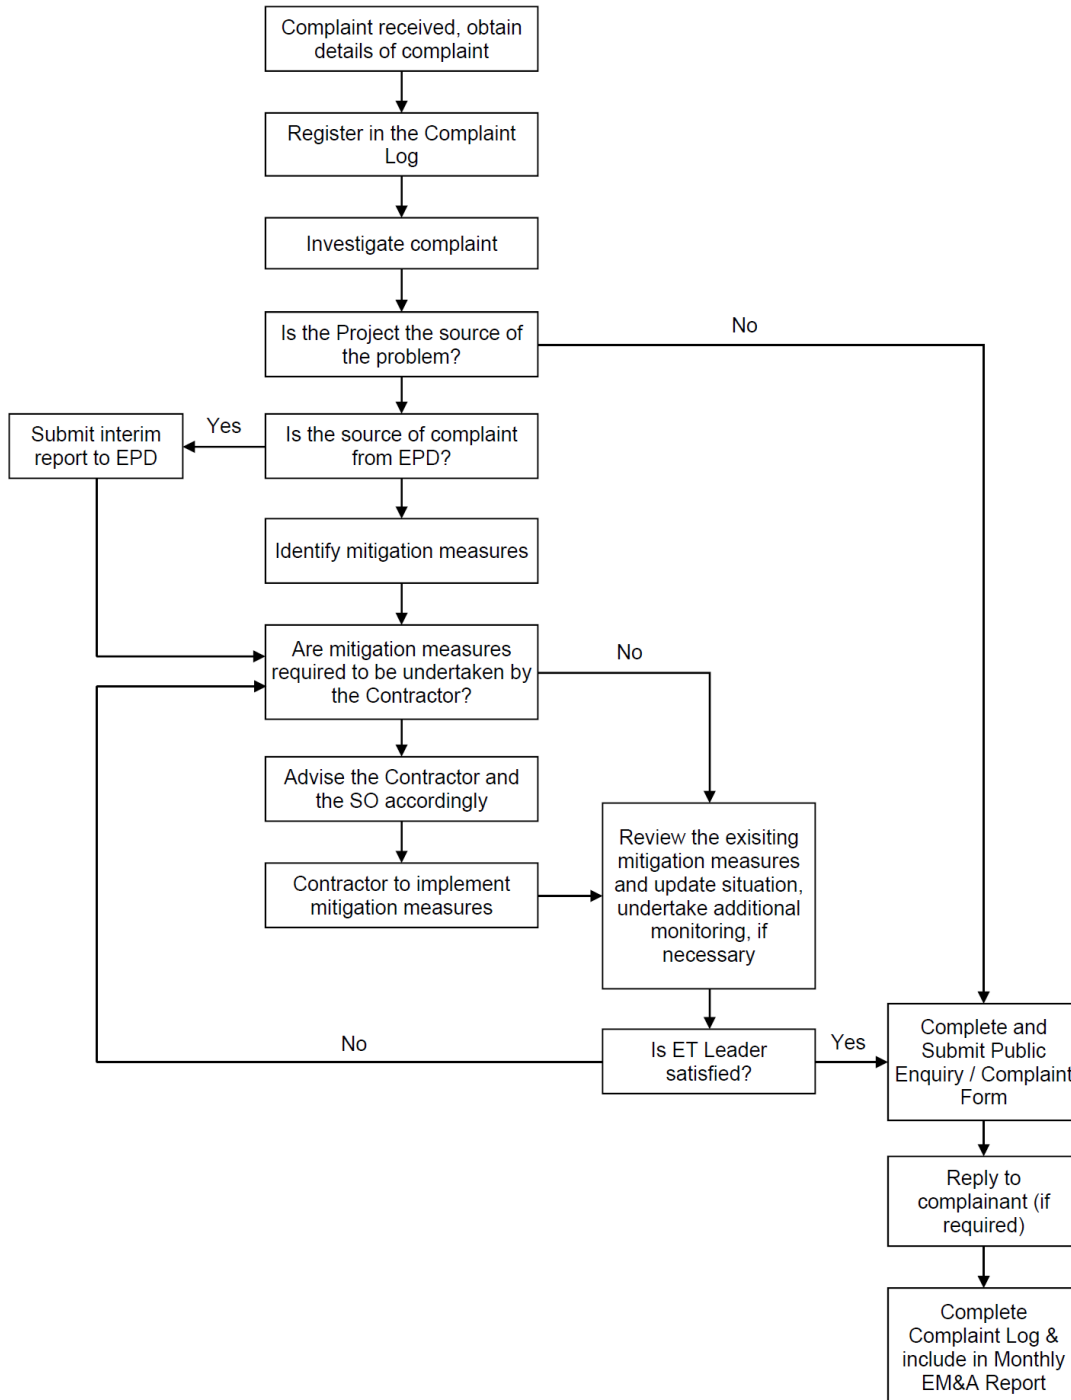 Complaint received, obtain
details of complaint
Register in the Complaint
Log
Investigate complaint
Is the Project the source of
the problem?
No
Submit interim
report to EPD
Yes
Is the source of complaint
from EPD?
Identify mitigation measures
Are mitigation measures
required to be undertaken by
the Contractor?
No
Advise the Contractor and
the SO accordingly
Contractor to implement
mitigation measures
Review the exisiting
mitigation measures
and update situation,
undertake additional
monitoring, if
necessary
No
Is ET Leader
satisfied?
Yes
Complete and
Submit Public
Enquiry / Complaint
Form
Reply to
complainant (if
required)
Complete
Complaint Log &
include in Monthly
EM&A Report